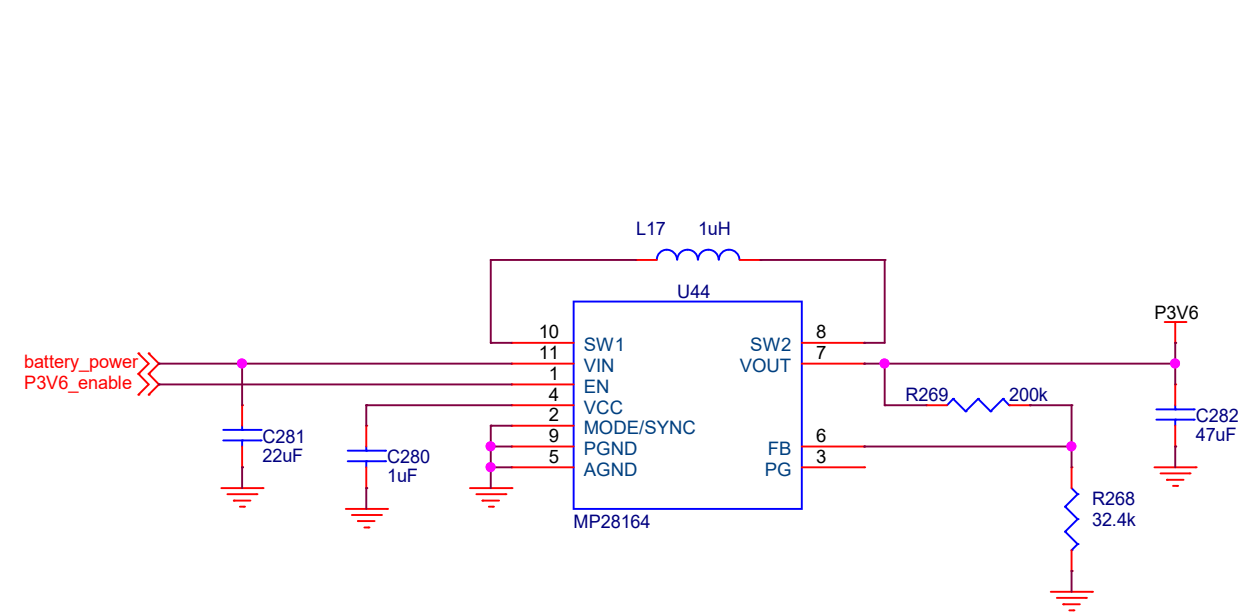 L17 1uH
U44
P3V6
10 SW1 SW2 8
battery_power 11 VIN VOUT 7
P3V6_enable 1 EN
R269 200k
4 VCC
C282
47uF
2 MODE/SYNC
C281
22uF
9 PGND FB 6
C280
1uF
5 AGND PG 3
R268
32.4k
MP28164